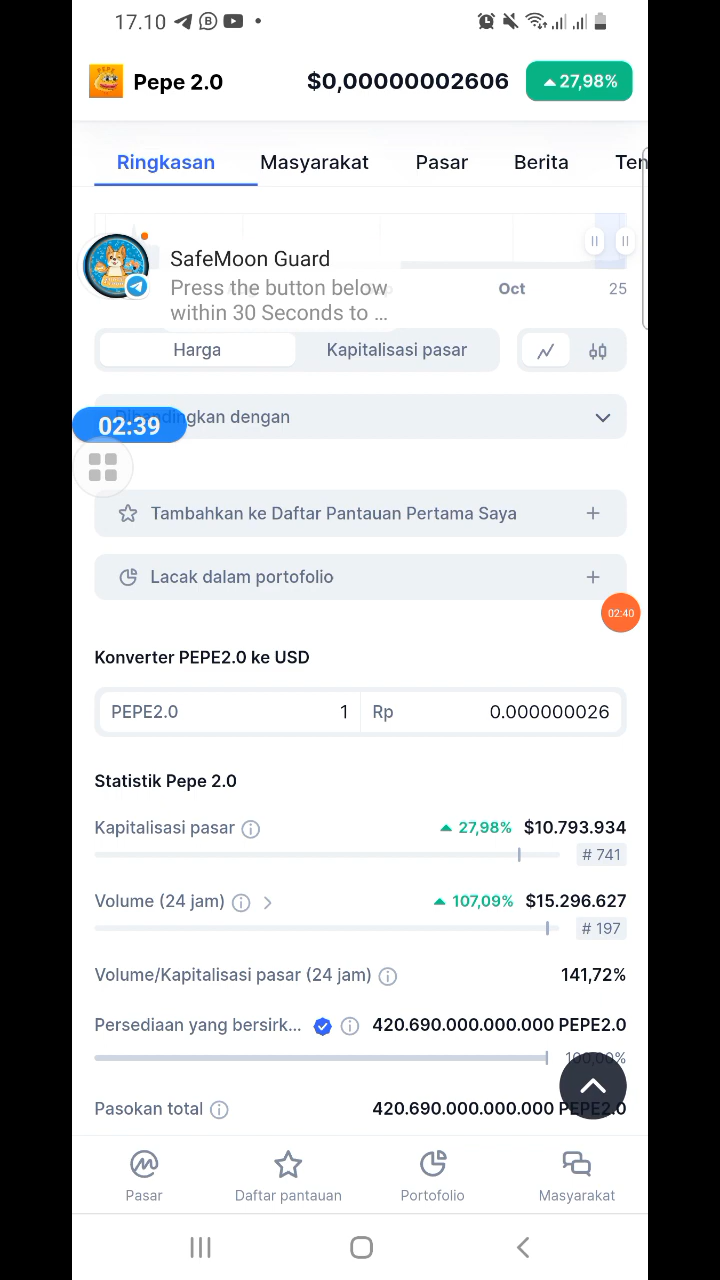 17.10
Pepe 2.0 $0,00000002606 27,98%
Ringkasan Masyarakat Pasar Berita Ten
SafeMoon Guard
Press the button below
within 30 Seconds to ...
Oct 25
Harga Kapitalisasi pasar
Dibandingkan dengan
02:39
Tambahkan ke Daftar Pantauan Pertama Saya +
Lacak dalam portofolio +
02:40
Konverter PEPE2.0 ke USD
PEPE2.0 1 Rp 0.000000026
Statistik Pepe 2.0
Kapitalisasi pasar 27,98% $10.793.934
# 741
Volume (24 jam) 107,09% $15.296.627
# 197
Volume/Kapitalisasi pasar (24 jam) 141,72%
Persediaan yang bersirk... 420.690.000.000.000 PEPE2.0
100,00%
Pasokan total 420.690.000.000.000 PEPE2.0
Pasar Daftar pantauan Portofolio Masyarakat